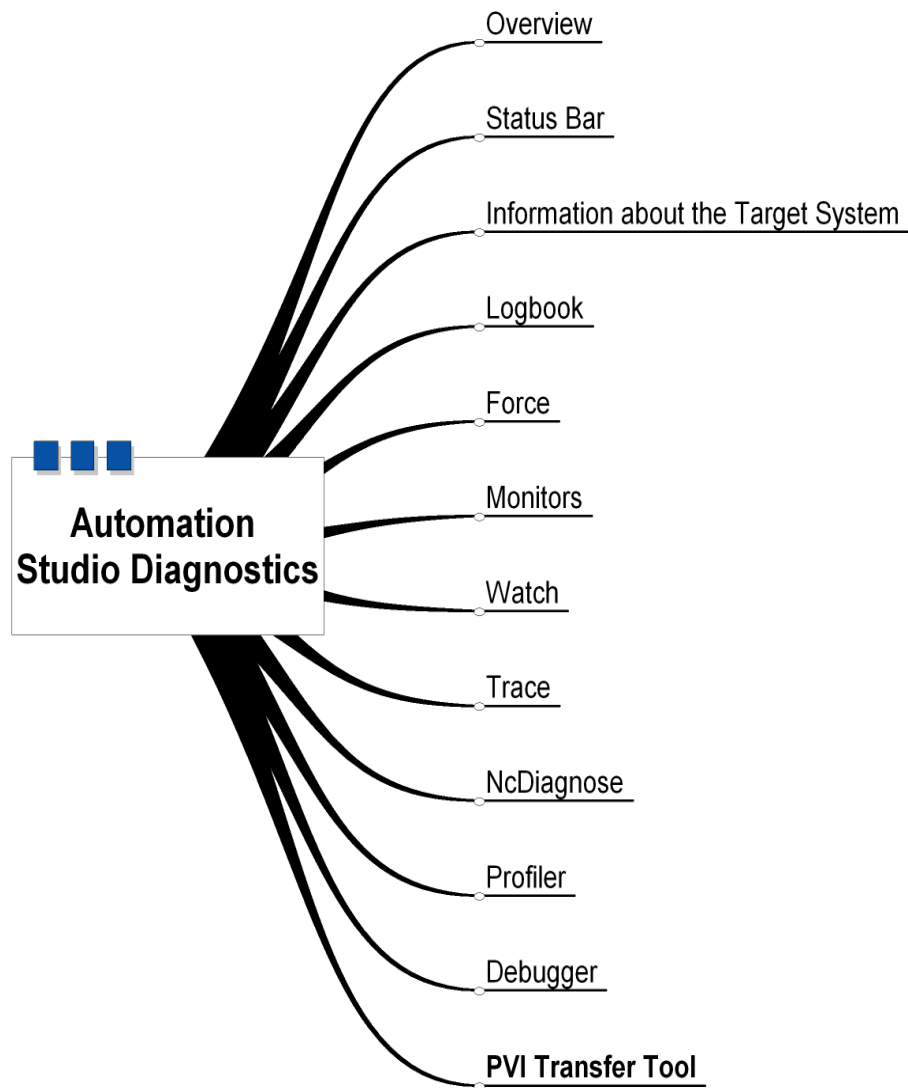 Overview
Status Bar
Information about the Target System
Logbook
Force
Monitors
Automation
Studio Diagnostics
Watch
Trace
NcDiagnose
Profiler
Debugger
PVI Transfer Tool